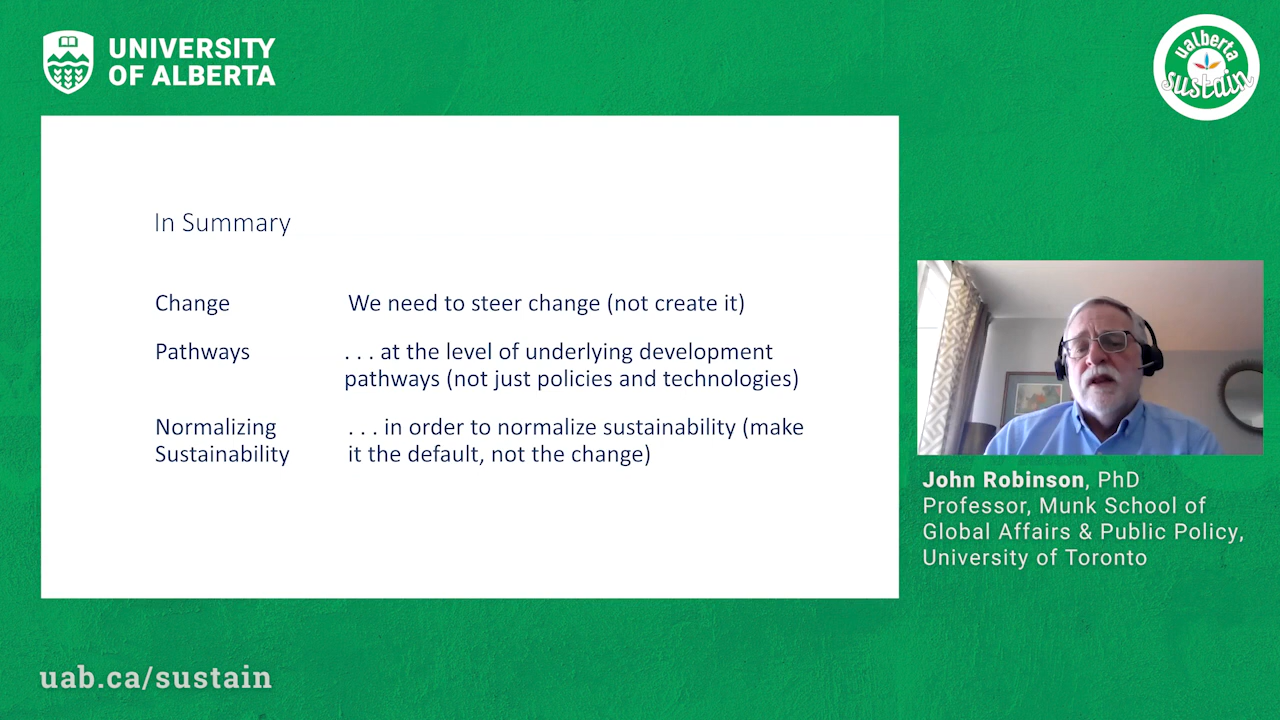 UNIVERSITY
OF ALBERTA
ualberta
sustain
In Summary
Change We need to steer change (not create it)
Pathways . . . at the level of underlying development
pathways (not just policies and technologies)
Normalizing . . . in order to normalize sustainability (make
Sustainability it the default, not the change)
John Robinson, PhD
Professor, Munk School of
Global Affairs & Public Policy,
University of Toronto
uab.ca/sustain